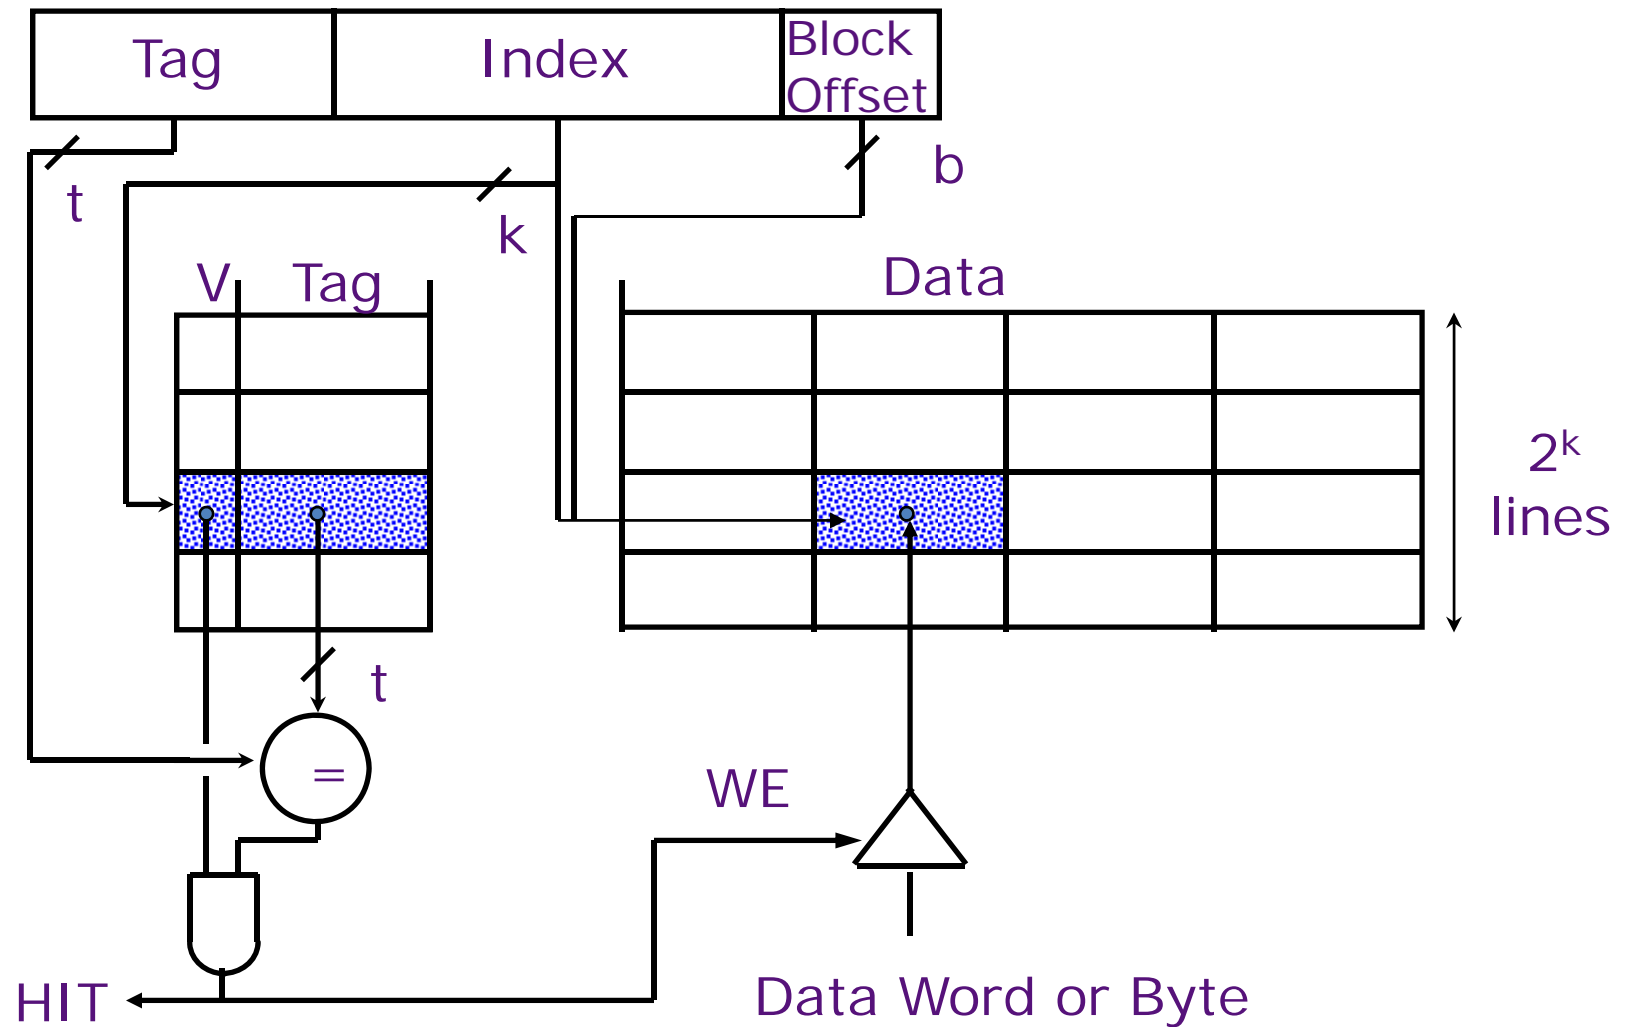 Tag
Index
Block
Offset
t
k
b
V
Tag
Data
2ᵏ
lines
t
=
WE
HIT
Data Word or Byte